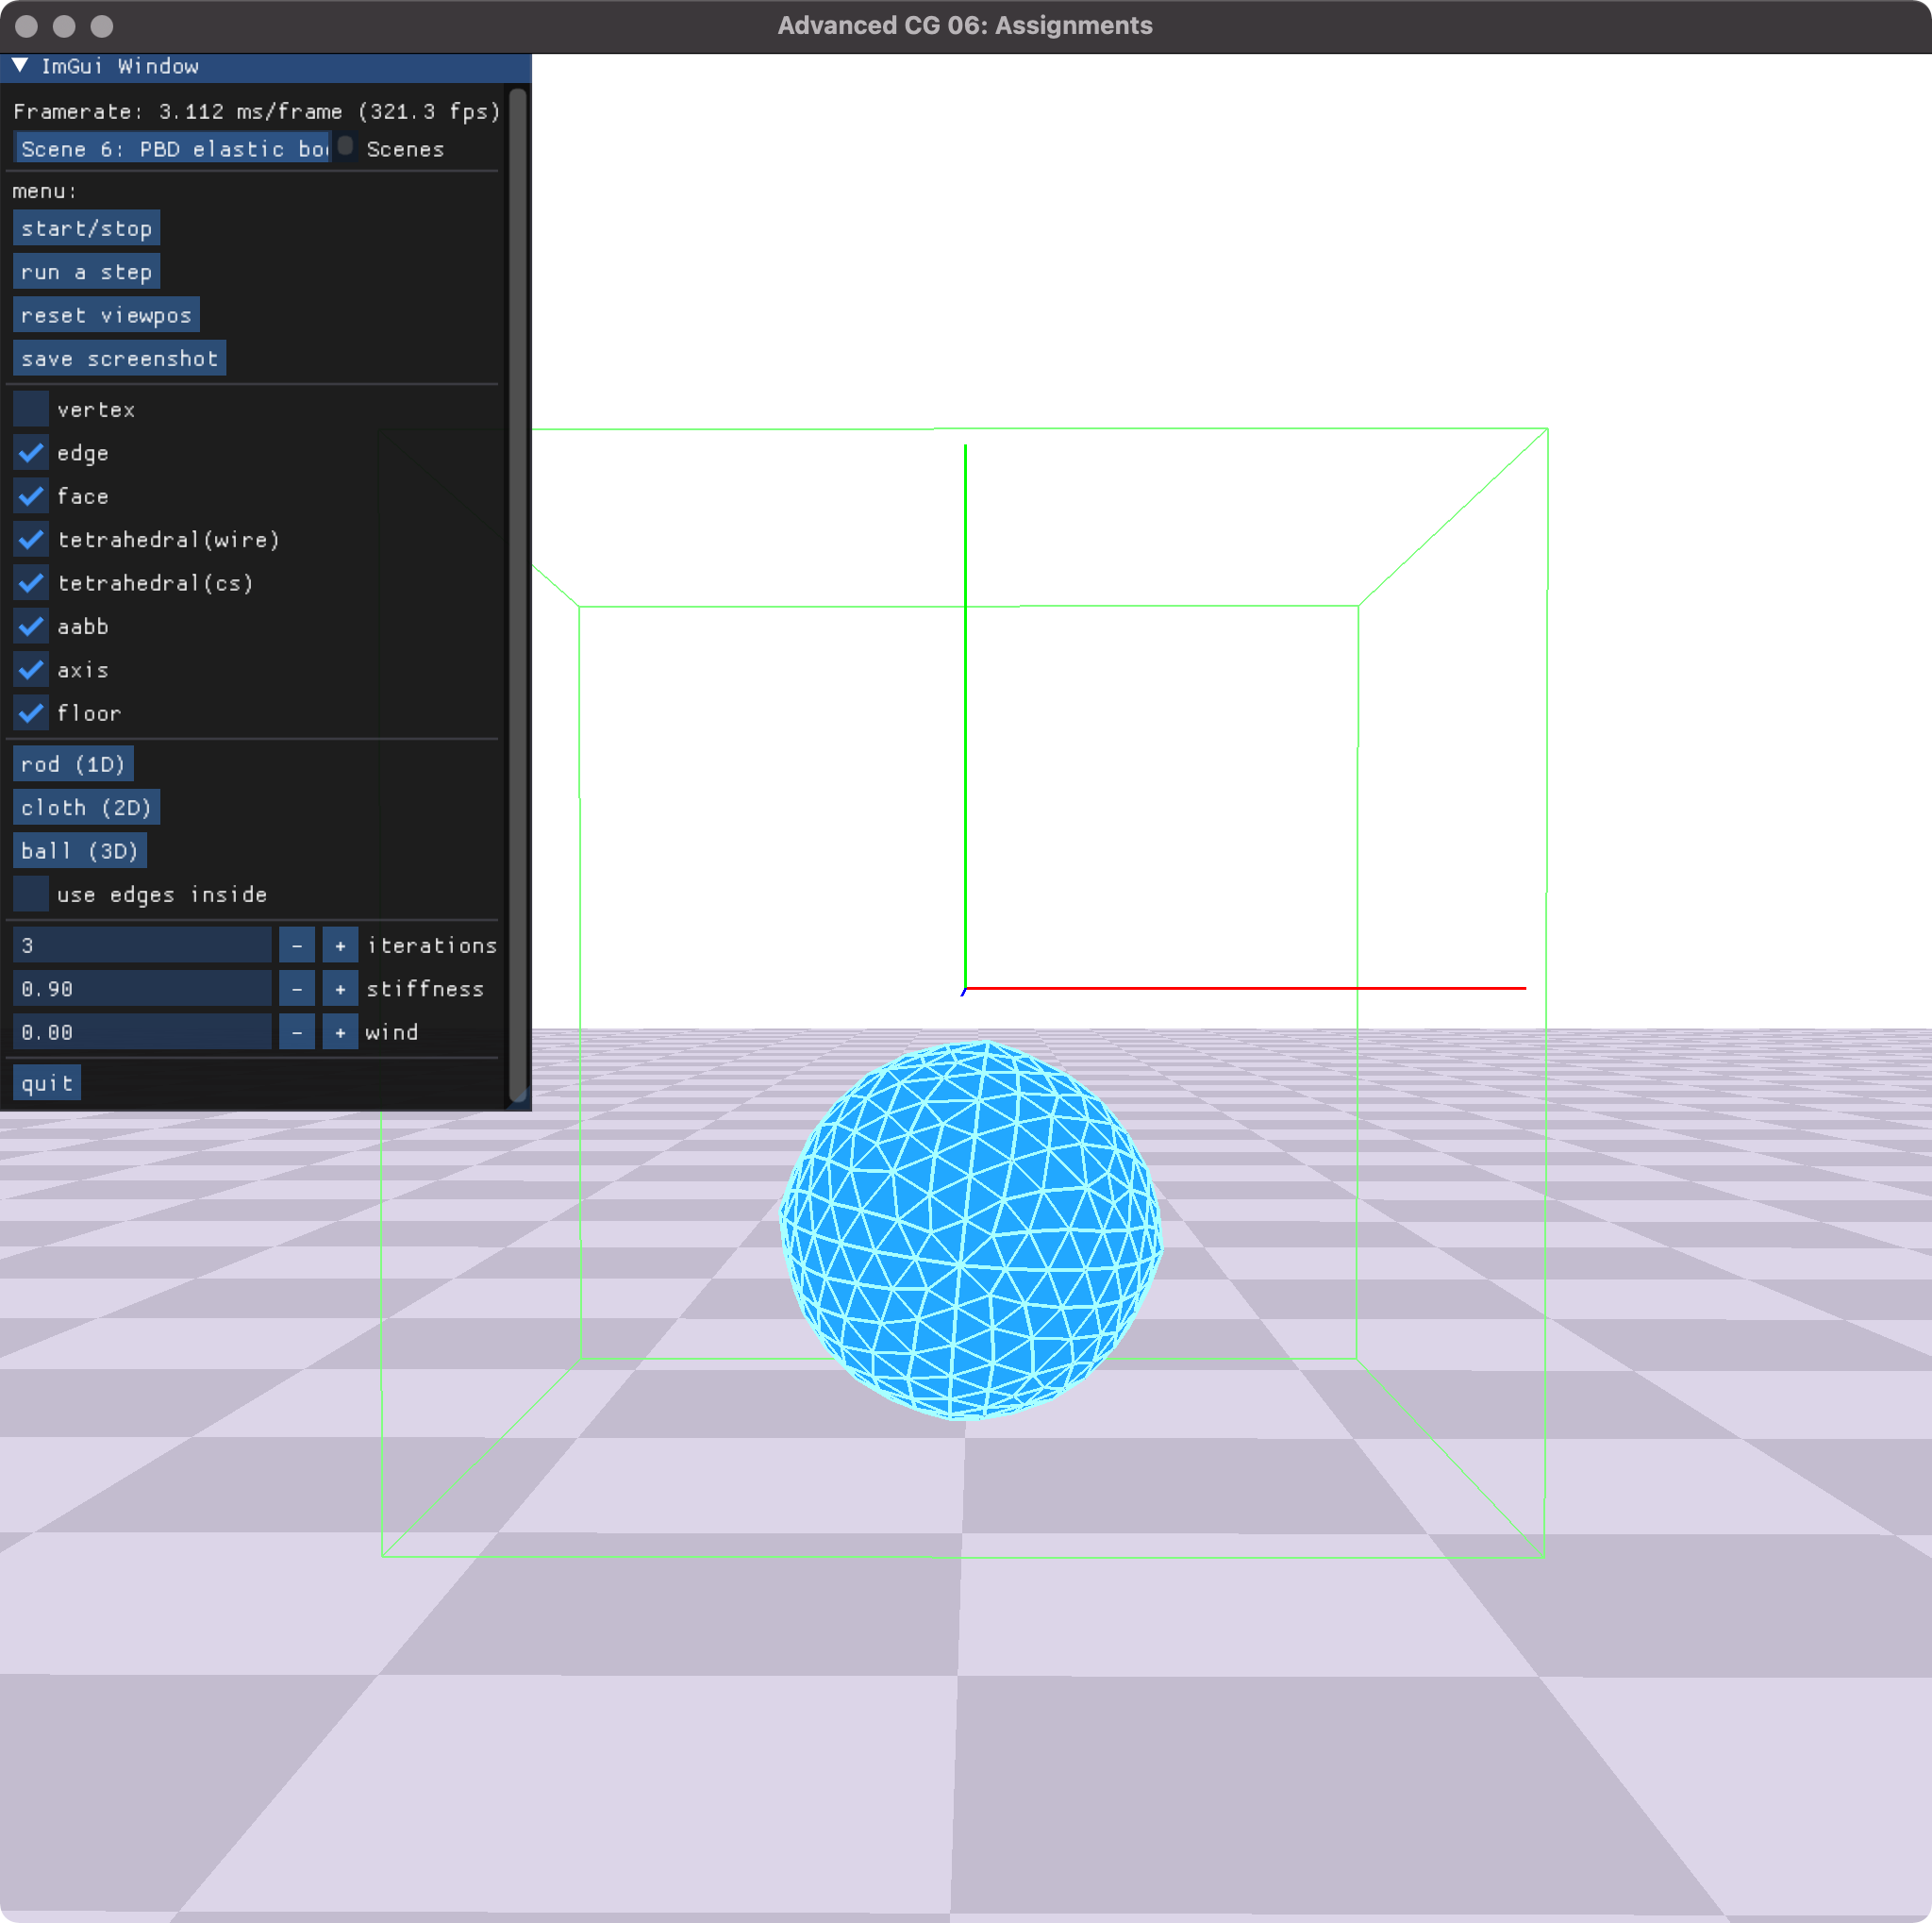 Advanced CG 06: Assignments
ImGui Window
Framerate: 3.112 ms/frame (321.3 fps)
Scene 6: PBD elastic Scenes
menu:
start/stop
run a step
reset viewpos
save screenshot
vertex
edge
face
tetrahedral(wire)
tetrahedral(cs)
aabb
axis
floor
rod (1D)
cloth (2D)
ball (3D)
use edges inside
3 - + iterations
0.90 - + stiffness
0.00 - + wind
quit